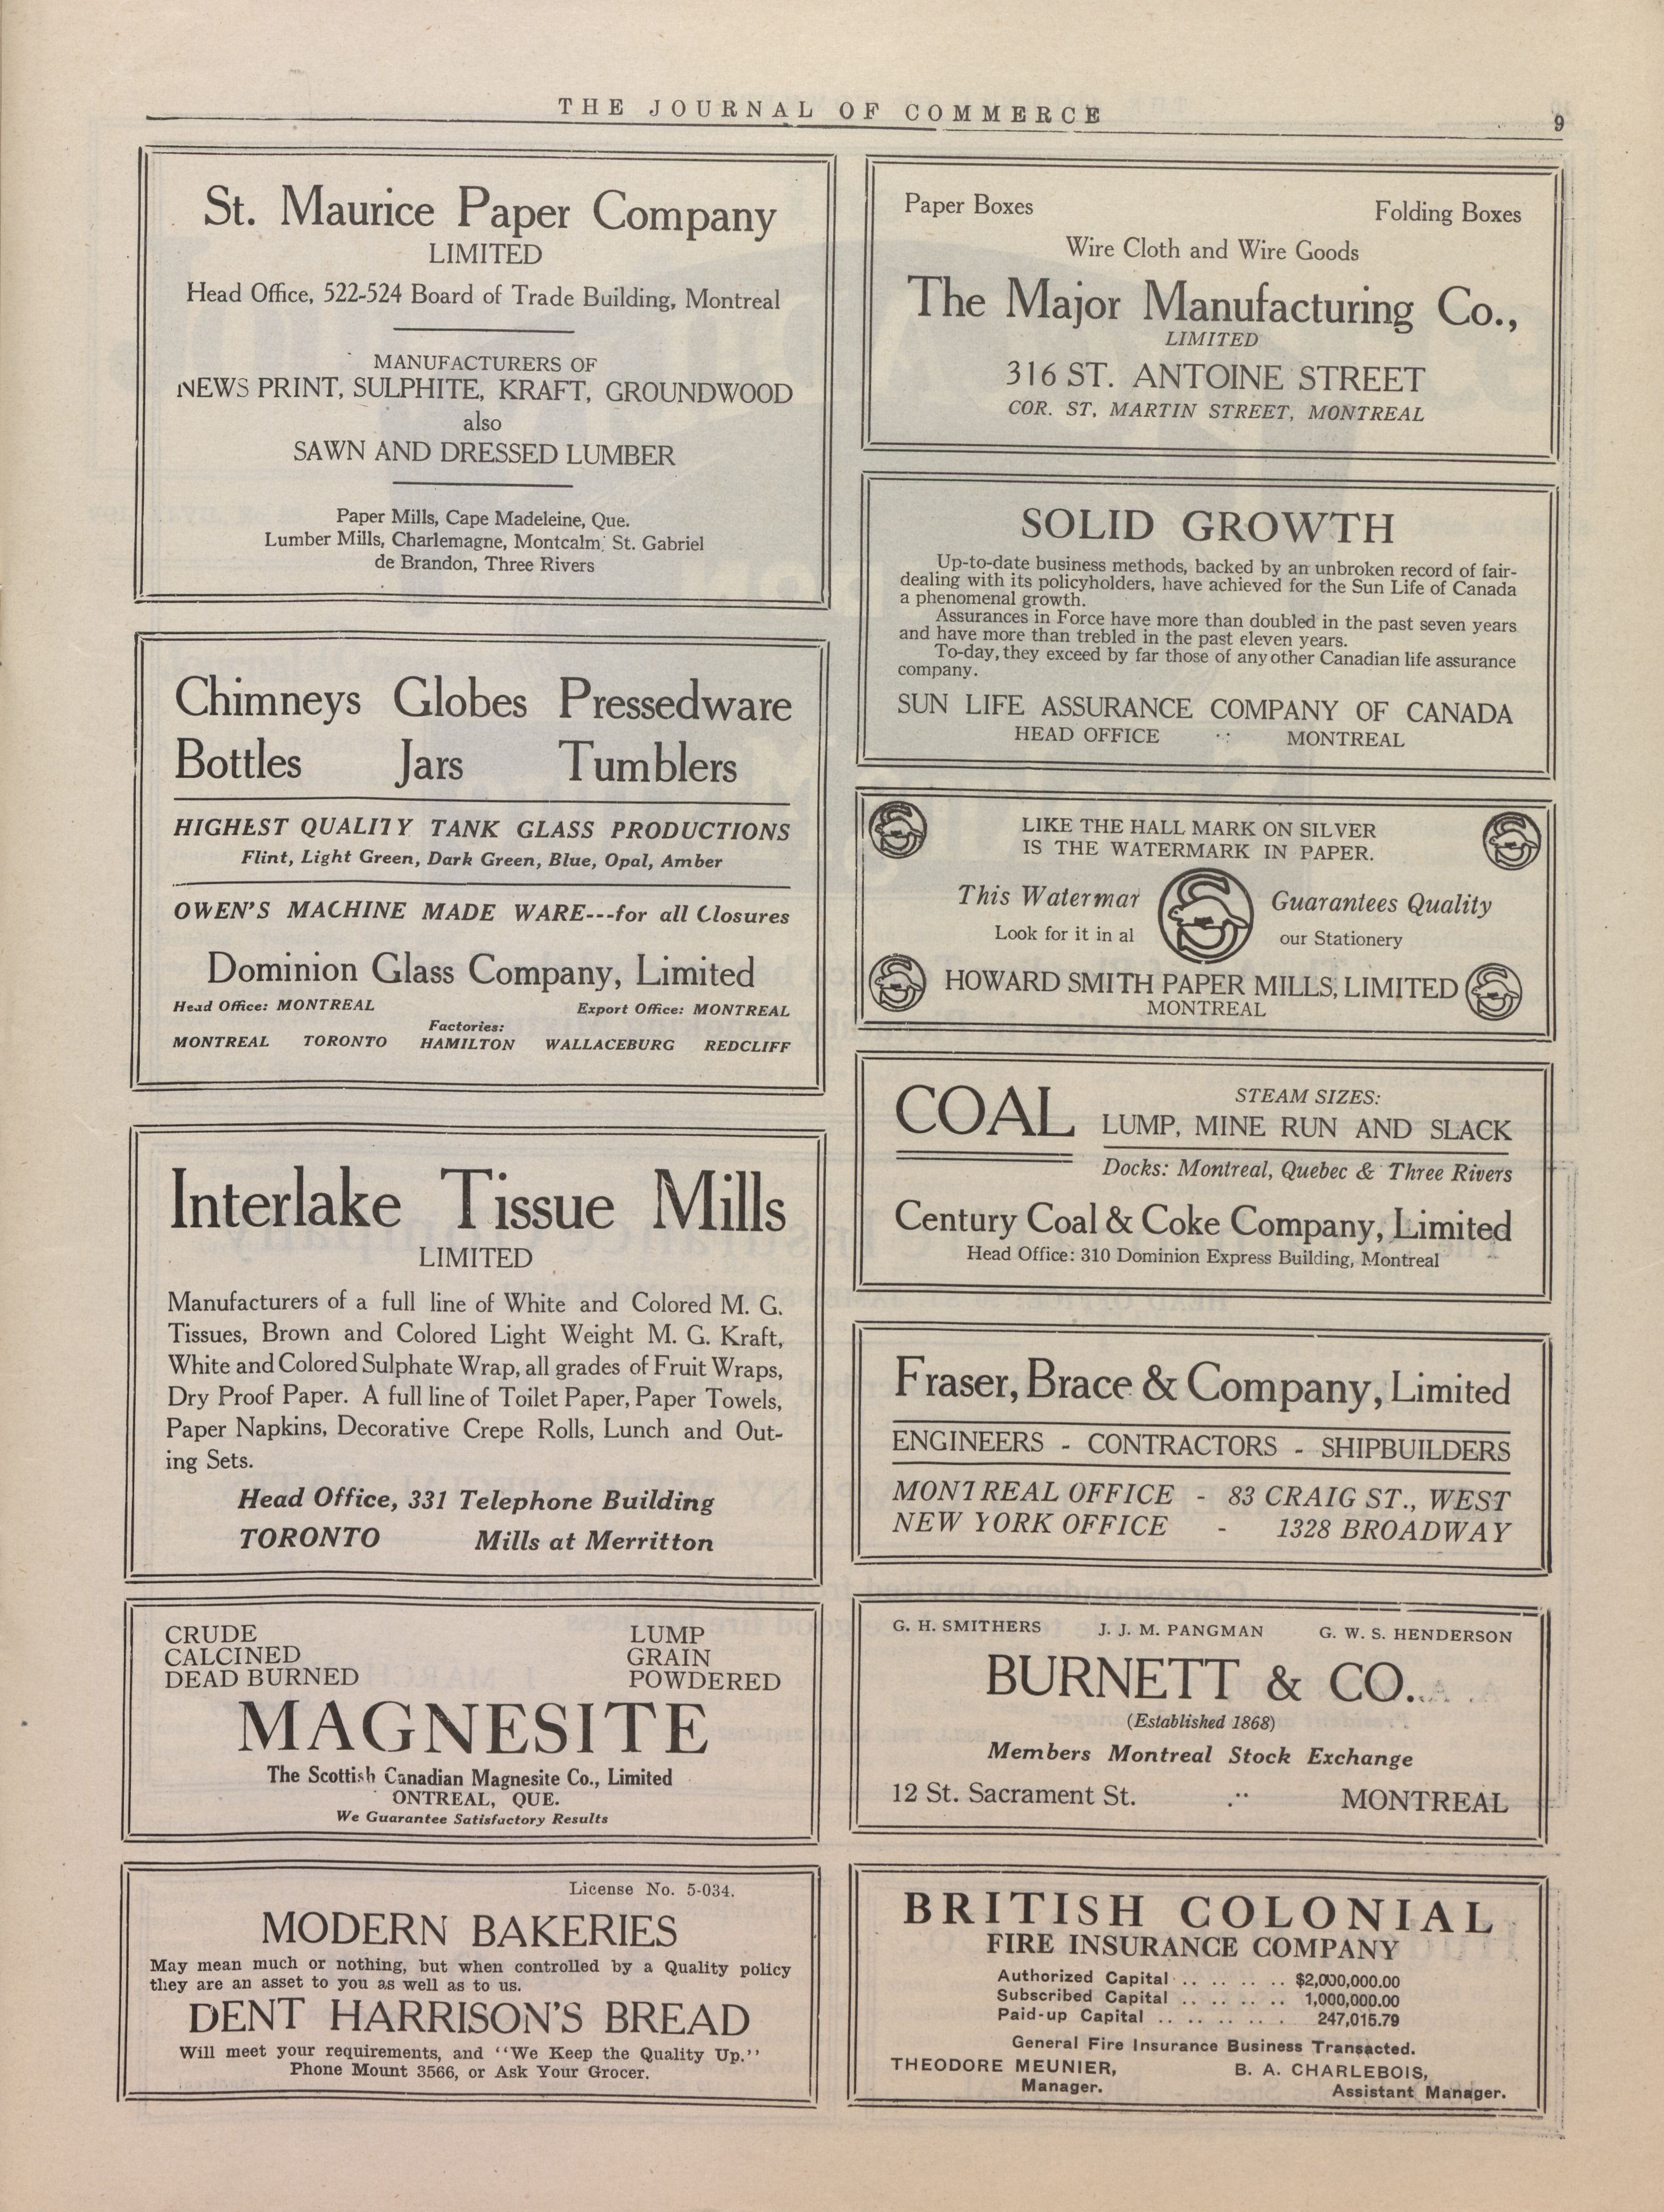 THE JOURNAL OF COMMERCE
9
St. Maurice Paper Company
LIMITED
Head Office, 522-524 Board of Trade Building, Montreal
MANUFACTURERS OF
NEWS PRINT, SULPHITE, KRAFT, GROUNDWOOD
also
SAWN AND DRESSED LUMBER
Paper Mills, Cape Madeleine, Que.
Lumber Mills, Charlemagne, Montcalm, St. Gabriel
de Brandon, Three Rivers
Chimneys Globes Pressedware
Bottles Jars Tumblers
HIGHEST QUALITY TANK GLASS PRODUCTIONS
Flint, Light Green, Dark Green, Blue, Opal, Amber
OWEN'S MACHINE MADE WARE---for all Closures
Dominion Glass Company, Limited
Head Office: MONTREAL Export Office: MONTREAL
Factories:
MONTREAL TORONTO HAMILTON WALLACEBURG REDCLIFF
Interlake Tissue Mills
LIMITED
Manufacturers of a full line of White and Colored M. G.
Tissues, Brown and Colored Light Weight M. G. Kraft,
White and Colored Sulphate Wrap, all grades of Fruit Wraps,
Dry Proof Paper. A full line of Toilet Paper, Paper Towels,
Paper Napkins, Decorative Crepe Rolls, Lunch and Out-
ing Sets.
Head Office, 331 Telephone Building
TORONTO Mills at Merritton
CRUDE LUMP
CALCINED GRAIN
DEAD BURNED POWDERED
MAGNESITE
The Scottish Canadian Magnesite Co., Limited
ONTREAL, QUE.
We Guarantee Satisfactory Results
License No. 5-034.
MODERN BAKERIES
May mean much or nothing, but when controlled by a Quality policy
they are an asset to you as well as to us.
DENT HARRISON'S BREAD
Will meet your requirements, and ''We Keep the Quality Up.''
Phone Mount 3566, or Ask Your Grocer.
Paper Boxes Folding Boxes
Wire Cloth and Wire Goods
The Major Manufacturing Co.,
LIMITED
316 ST. ANTOINE STREET
COR. ST. MARTIN STREET, MONTREAL
SOLID GROWTH
Up-to-date business methods, backed by an unbroken record of fair-
dealing with its policyholders, have achieved for the Sun Life of Canada
a phenomenal growth.
Assurances in Force have more than doubled in the past seven years
and have more than trebled in the past eleven years.
To-day, they exceed by far those of any other Canadian life assurance
company.
SUN LIFE ASSURANCE COMPANY OF CANADA
HEAD OFFICE MONTREAL
LIKE THE HALL MARK ON SILVER
IS THE WATERMARK IN PAPER.
This Watermar Guarantees Quality
Look for it in al our Stationery
HOWARD SMITH PAPER MILLS, LIMITED
MONTREAL
COAL
STEAM SIZES:
LUMP, MINE RUN AND SLACK
Docks: Montreal, Quebec & Three Rivers
Century Coal & Coke Company, Limited
Head Office: 310 Dominion Express Building, Montreal
Fraser, Brace & Company, Limited
ENGINEERS - CONTRACTORS - SHIPBUILDERS
MONTREAL OFFICE - 83 CRAIG ST., WEST
NEW YORK OFFICE - 1328 BROADWAY
G. H. SMITHERS J. J. M. PANGMAN G. W. S. HENDERSON
BURNETT & CO.
(Established 1868)
Members Montreal Stock Exchange
12 St. Sacrament St. MONTREAL
BRITISH COLONIAL
FIRE INSURANCE COMPANY
Authorized Capital .. .. .. .. $2,000,000.00
Subscribed Capital .. .. .. .. 1,000,000.00
Paid-up Capital .. .. .. .. . 247,015.79
General Fire Insurance Business Transacted.
THEODORE MEUNIER, B. A. CHARLEBOIS,
Manager. Assistant Manager.